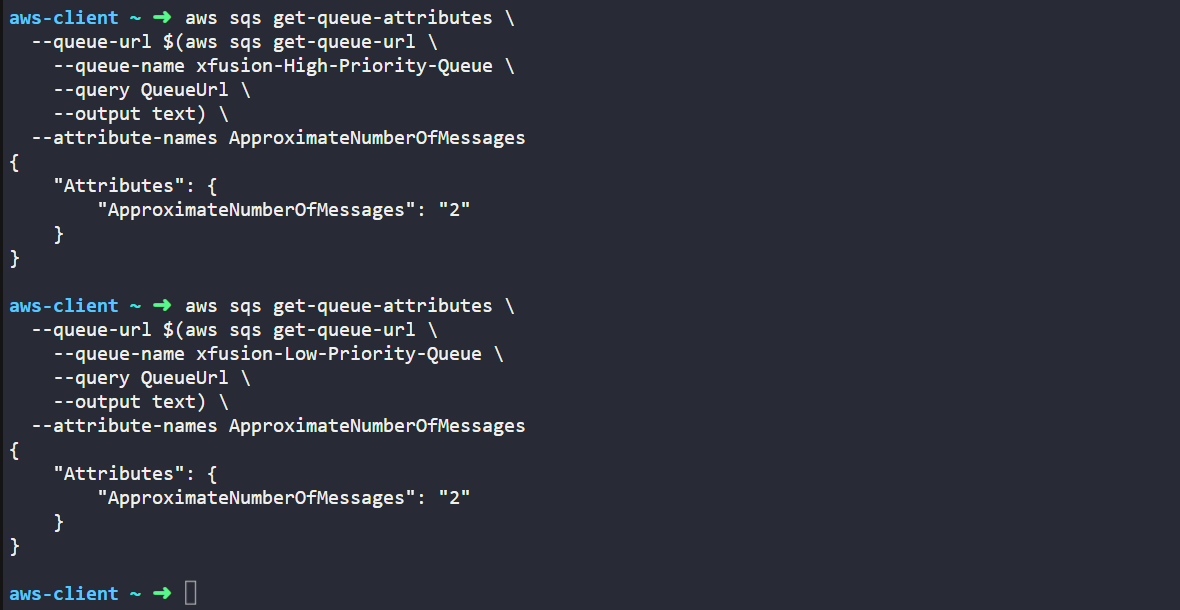 aws-client ~ ➜ aws sqs get-queue-attributes \
  --queue-url $(aws sqs get-queue-url \
    --queue-name xfusion-High-Priority-Queue \
    --query QueueUrl \
    --output text) \
  --attribute-names ApproximateNumberOfMessages
{
    "Attributes": {
        "ApproximateNumberOfMessages": "2"
    }
}

aws-client ~ ➜ aws sqs get-queue-attributes \
  --queue-url $(aws sqs get-queue-url \
    --queue-name xfusion-Low-Priority-Queue \
    --query QueueUrl \
    --output text) \
  --attribute-names ApproximateNumberOfMessages
{
    "Attributes": {
        "ApproximateNumberOfMessages": "2"
    }
}

aws-client ~ ➜